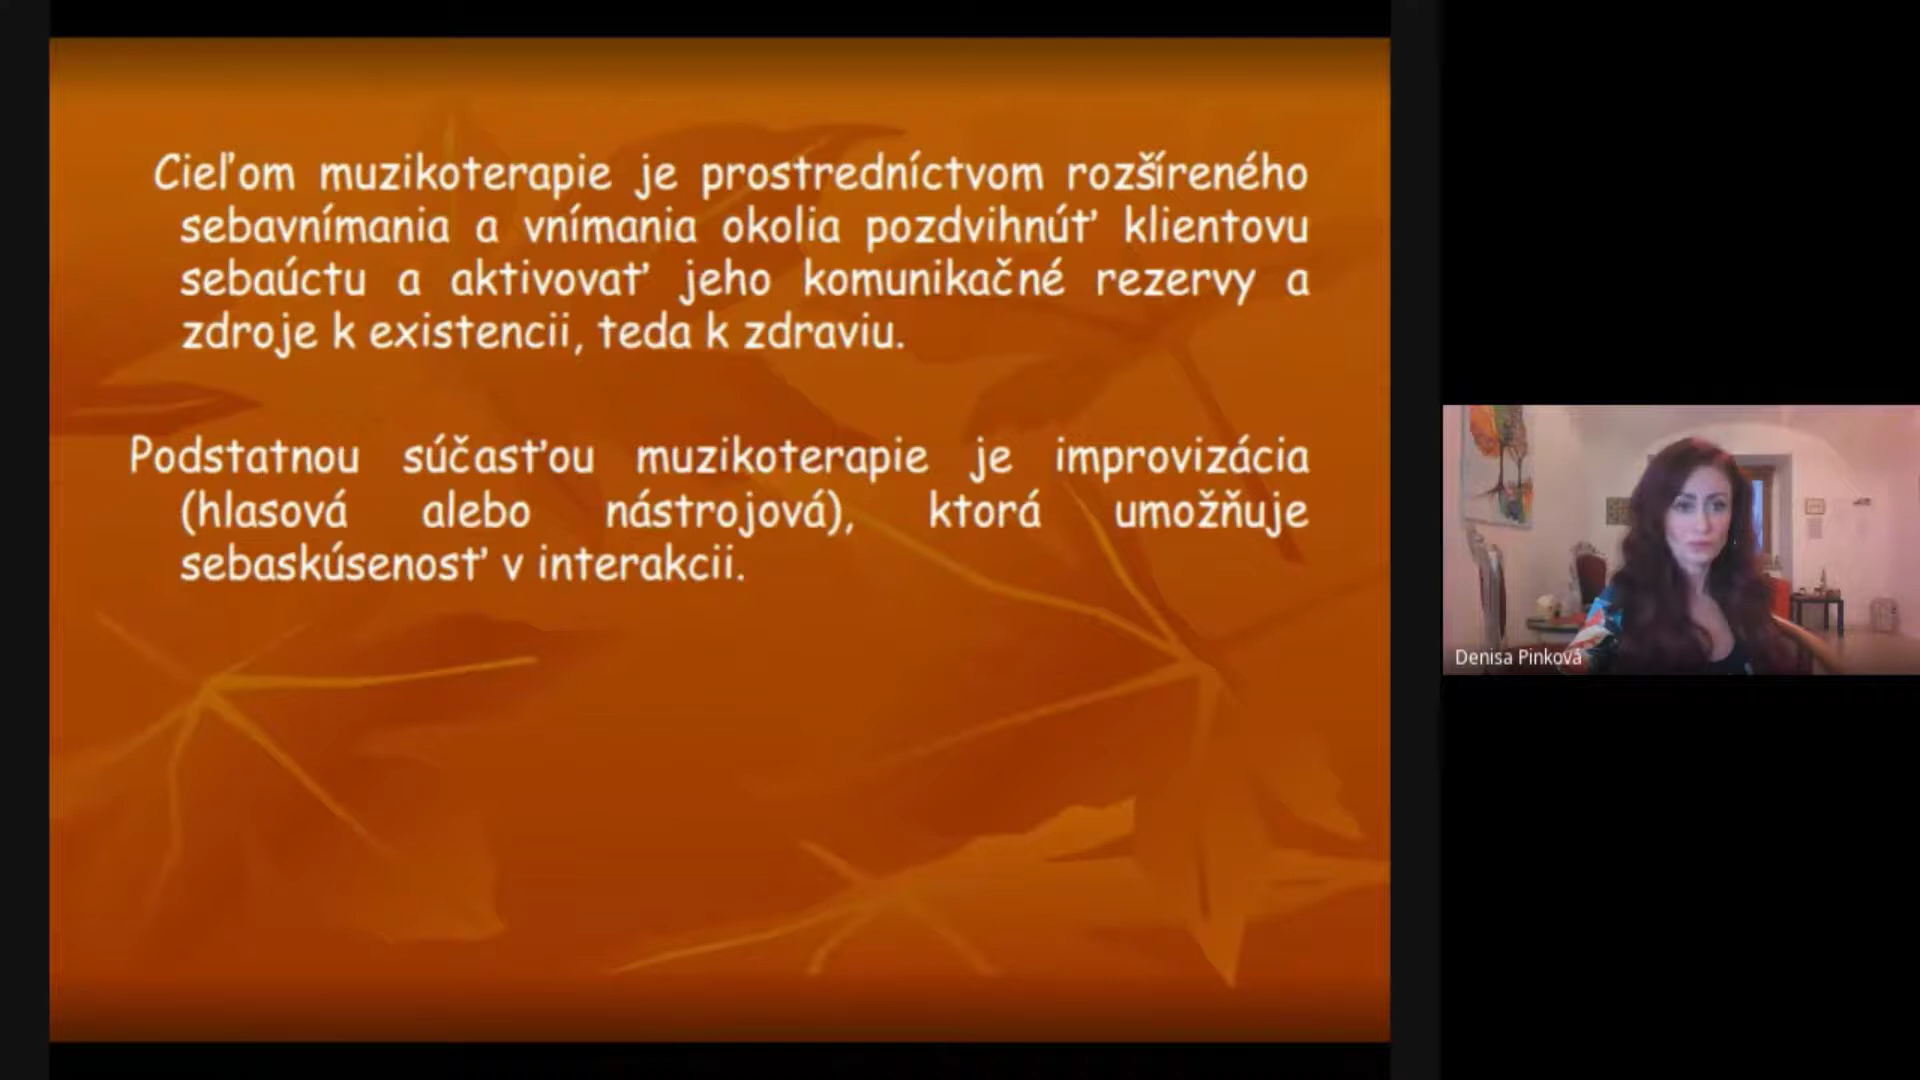 Cieľom muzikoterapie je prostredníctvom rozšíreného
sebavnímania a vnímania okolia pozdvihnúť klientovu
sebaúctu a aktivovať jeho komunikačné rezervy a
zdroje k existencii, teda k zdraviu.
Podstatnou súčasťou muzikoterapie je improvizácia
(hlasová alebo nástrojová), ktorá umožňuje
sebaskúsenosť v interakcii.
Denisa Pinková